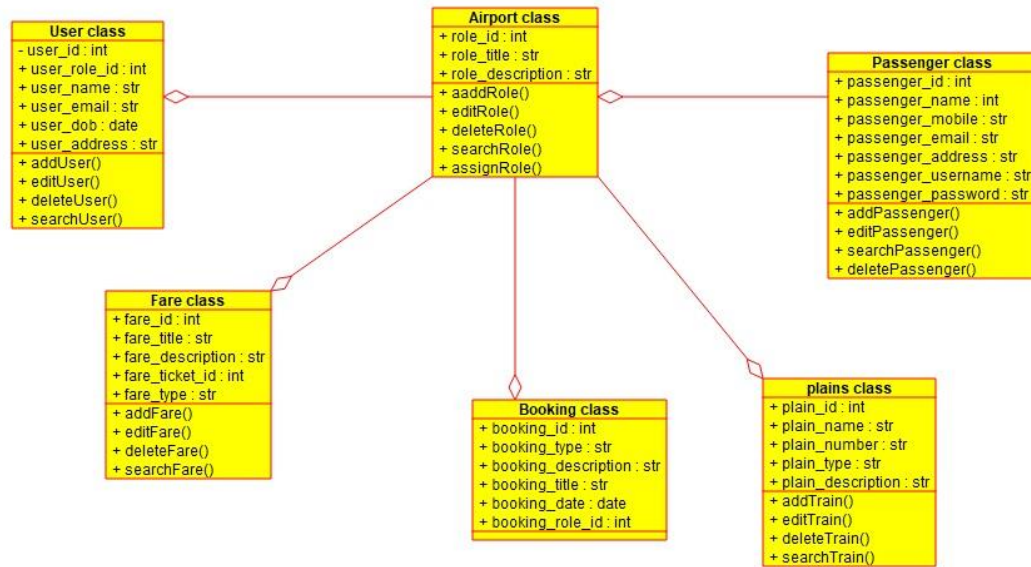 User class
- user_id : int
+ user_role_id : int
+ user_name : str
+ user_email : str
+ user_dob : date
+ user_address : str
+ addUser()
+ editUser()
+ deleteUser()
+ searchUser()
Airport class
+ role_id : int
+ role_title : str
+ role_description : str
+ aaddRole()
+ editRole()
+ deleteRole()
+ searchRole()
+ assignRole()
Passenger class
+ passenger_id : int
+ passenger_name : int
+ passenger_mobile : str
+ passenger_email : str
+ passenger_address : str
+ passenger_username : str
+ passenger_password : str
+ addPassenger()
+ editPassenger()
+ searchPassenger()
+ deletePassenger()
Fare class
+ fare_id : int
+ fare_title : str
+ fare_description : str
+ fare_ticket_id : int
+ fare_type : str
+ addFare()
+ editFare()
+ deleteFare()
+ searchFare()
Booking class
+ booking_id : int
+ booking_type : str
+ booking_description : str
+ booking_title : str
+ booking_date : date
+ booking_role_id : int
plains class
+ plain_id : int
+ plain_name : str
+ plain_number : str
+ plain_type : str
+ plain_description : str
+ addTrain()
+ editTrain()
+ deleteTrain()
+ searchTrain()